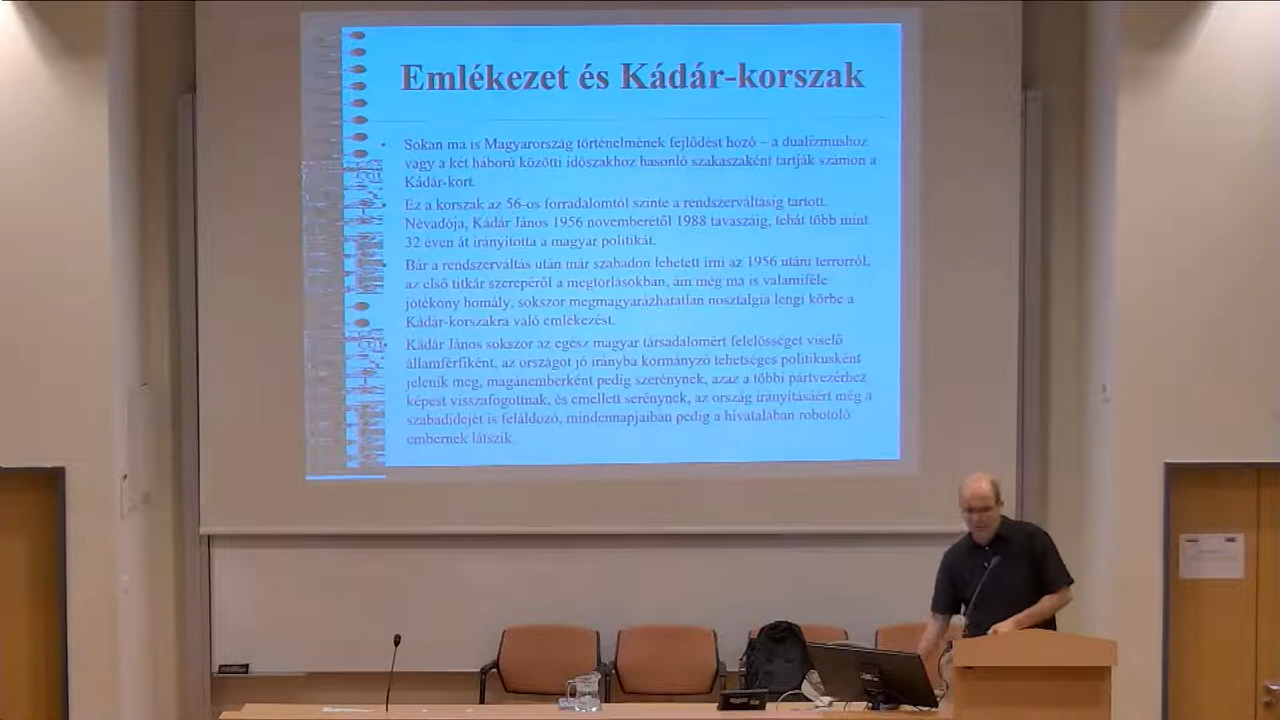 Emlékezet és Kádár-korszak
Sokan ma is Magyarország történelmének fejlődést hozó – a dualizmushoz
vagy a két háború közötti időszakhoz hasonló szakaszaként tartják számon a
Kádár-kort.
Ez a korszak az 56-os forradalomtól szinte a rendszerváltásig tartott.
Névadója, Kádár János 1956 novemberétől 1988 tavaszáig, tehát több mint
32 éven át irányította a magyar politikát.
Bár a rendszerváltás után már szabadon lehetett írni az 1956 utáni terrorról,
az első titkár szerepéről a megtorlásokban, ám még ma is valamiféle
jótékony homály, sokszor megmagyarázhatatlan nosztalgia lengi körbe a
Kádár-korszakra való emlékezést.
Kádár János sokszor az egész magyar társadalomért felelősséget viselő
államférfiként, az országot jó irányba kormányzó tehetséges politikusként
jelenik meg, magánemberként pedig szerénynek, azaz a többi pártvezérhez
képest visszafogottnak, és emellett serénynek, az ország irányításáért még a
szabadidejét is feláldozó, mindennapjaiban pedig a hivatalában robotoló
embernek látszik.